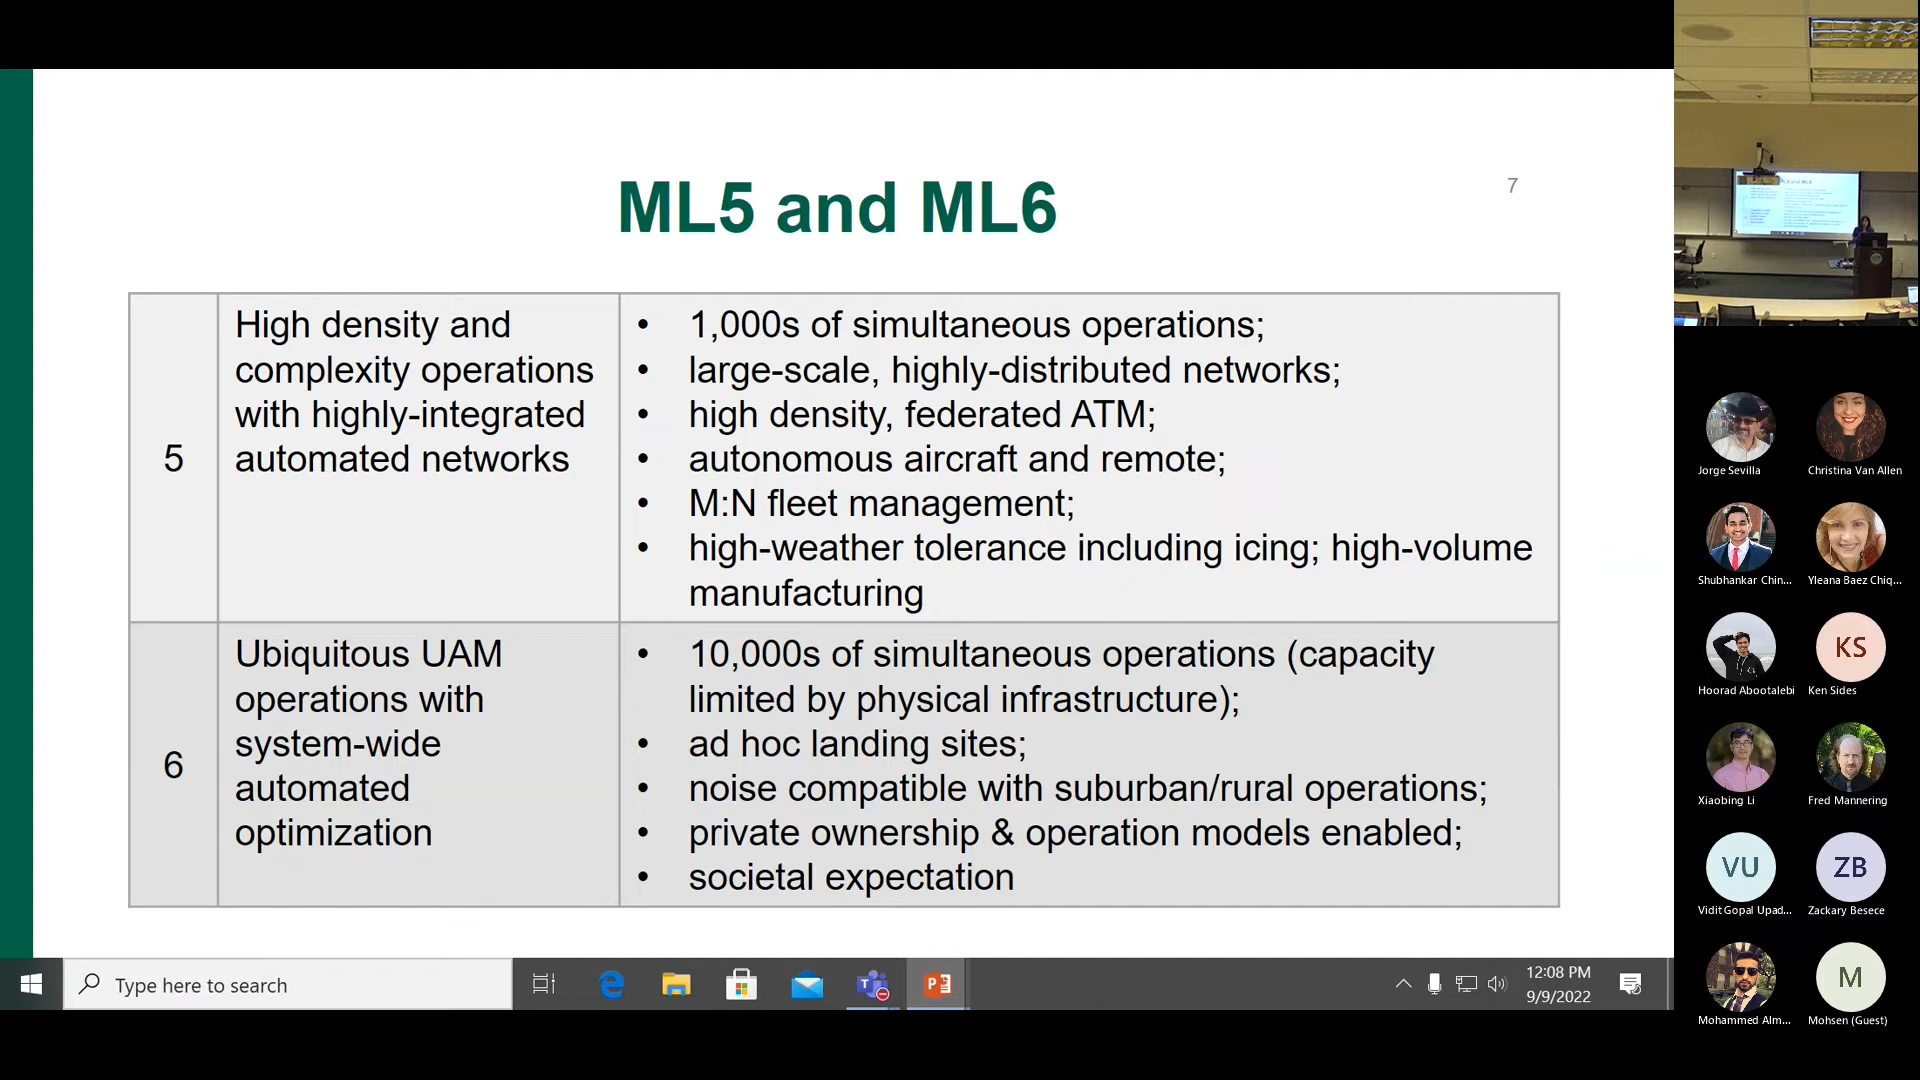 7
ML5 and ML6
5
High density and
complexity operations
with highly-integrated
automated networks
• 1,000s of simultaneous operations;
• large-scale, highly-distributed networks;
• high density, federated ATM;
• autonomous aircraft and remote;
• M:N fleet management;
• high-weather tolerance including icing; high-volume
manufacturing
6
Ubiquitous UAM
operations with
system-wide
automated
optimization
• 10,000s of simultaneous operations (capacity
limited by physical infrastructure);
• ad hoc landing sites;
• noise compatible with suburban/rural operations;
• private ownership & operation models enabled;
• societal expectation
Type here to search
12:08 PM
9/9/2022
Jorge Sevilla
Christina Van Allen
Shubhankar Chin...
Yleana Baez Chiq...
Hoorad Abootalebi
KS
Ken Sides
Xiaobing Li
Fred Mannering
VU
Vidit Gopal Upad...
ZB
Zackary Besece
Mohammed Alm...
M
Mohsen (Guest)